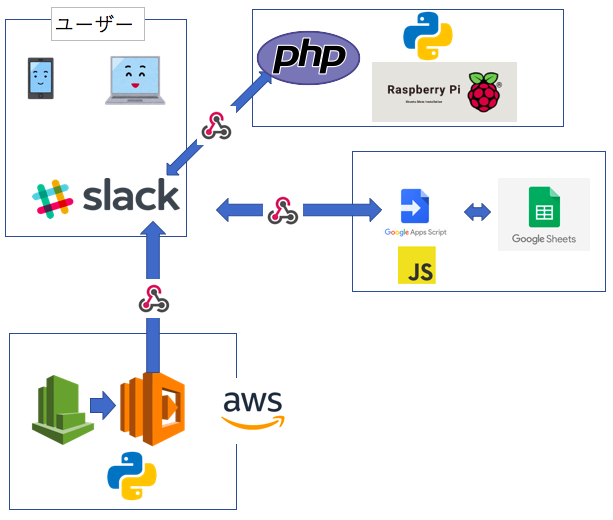 ユーザー
php
Raspberry Pi
slack
Google Apps Script
Google Sheets
JS
aws